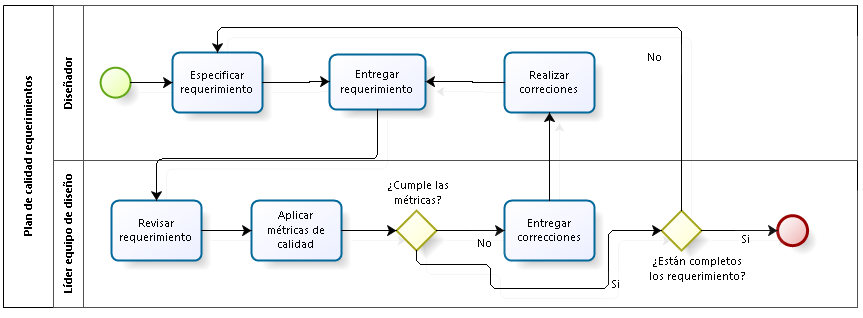 Plan de calidad requerimientos
Diseñador
Especificar
requerimiento
Entregar
requerimiento
Realizar
correciones
No
Líder equipo de diseño
Revisar
requerimiento
Aplicar
métricas de
calidad
¿Cumple las
métricas?
No
Entregar
correcciones
Si
¿Están completos
los requerimiento?
Si